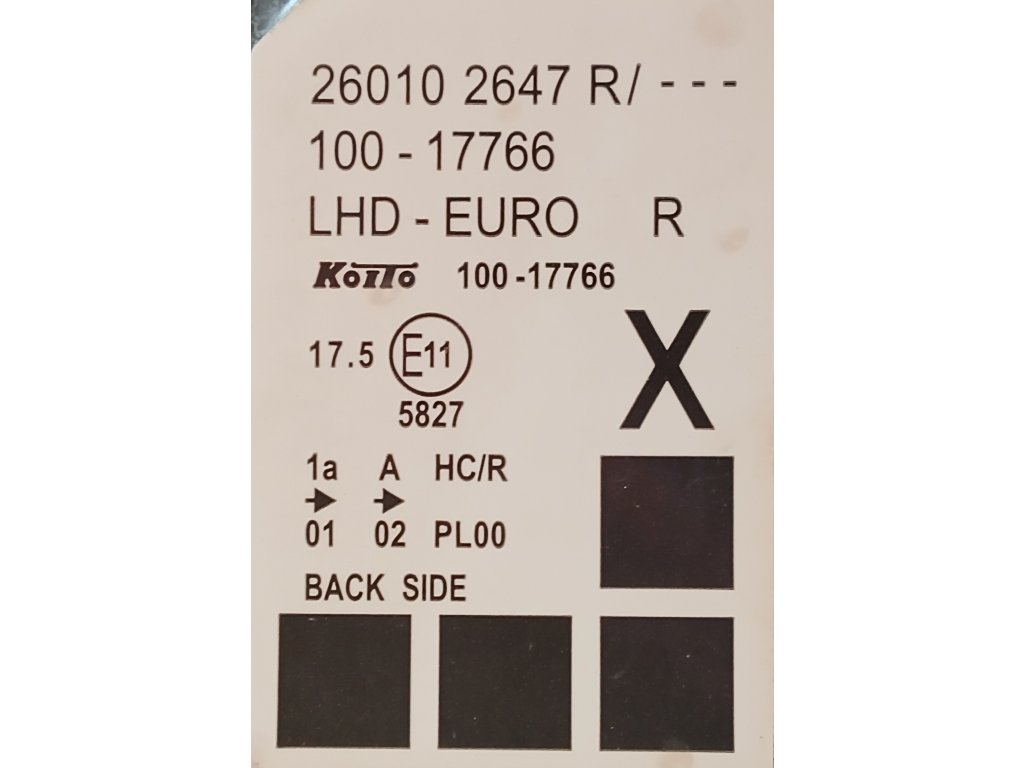 26010 2647 R/ - - -
100 - 17766
LHD - EURO R
KOITO 100 -17766
17.5 E11
5827
X
1a A HC/R
01 02 PL00
BACK SIDE